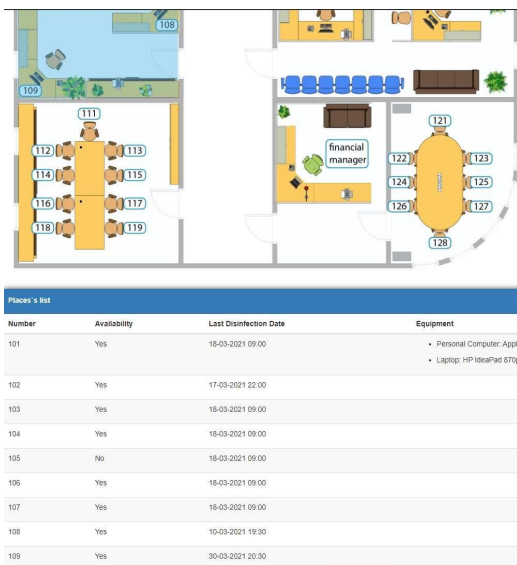 108
109
111
112 113
114 115
116 117
118 119
financial
manager
121
122 123
124 125
126 127
128
Places`s list
Number Availability Last Disinfection Date Equipment
101 Yes 18-03-2021 09:00 • Personal Computer: Appl
• Laptop: HP IdeaPad 870p
102 Yes 17-03-2021 22:00
103 Yes 18-03-2021 09:00
104 Yes 18-03-2021 09:00
105 No 18-03-2021 09:00
106 Yes 18-03-2021 09:00
107 Yes 18-03-2021 09:00
108 Yes 10-03-2021 19:30
109 Yes 30-03-2021 20:30